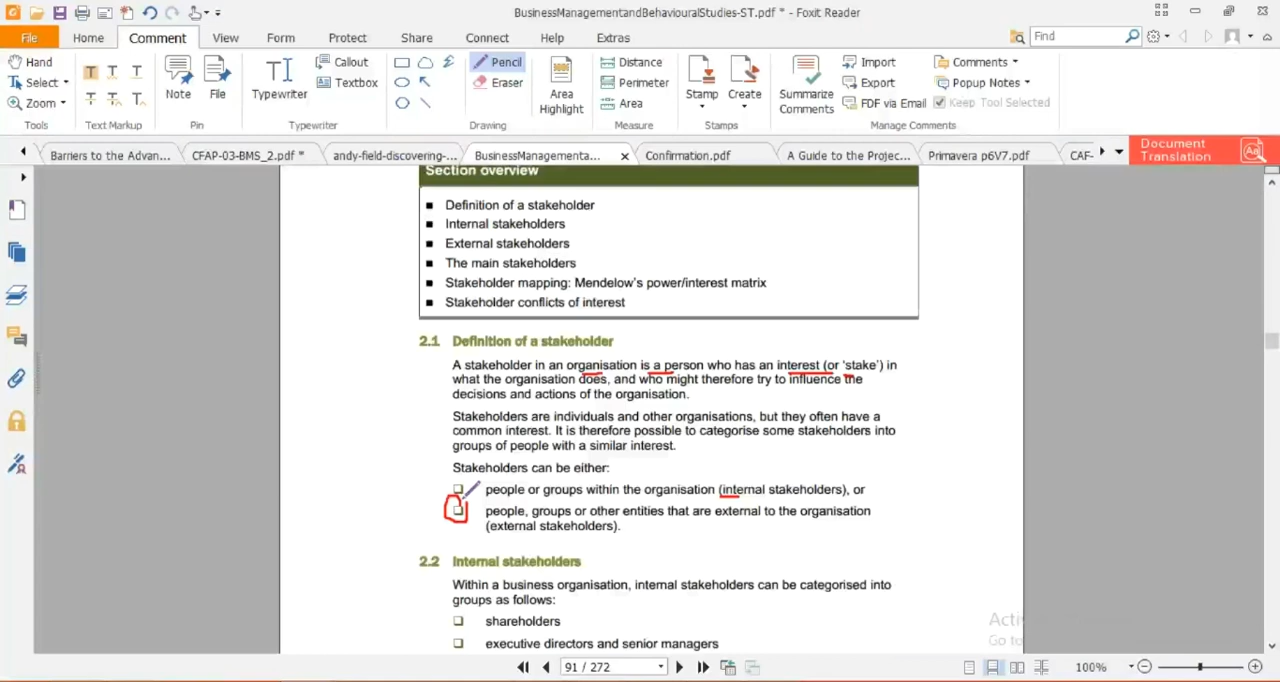 BusinessManagementandBehaviouralStudies-ST.pdf * - Foxit Reader
File Home Comment View Form Protect Share Connect Help Extras Find
Hand
Select
Zoom
Tools
T T T
T T T
Text Markup
Note File
Pin
Typewriter
Callout
Textbox
Typewriter
Pencil
Eraser
Drawing
Area
Highlight
Distance
Perimeter
Area
Measure
Stamp Create
Stamps
Summarize
Comments
Import
Export
FDF via Email
Comments
Popup Notes
Keep Tool Selected
Manage Comments
Barriers to the Advan... CFAP-03-BMS_2.pdf * andy-field-discovering-... BusinessManagementa... Confirmation.pdf A Guide to the Projec... Primavera p6V7.pdf CAF-
Document
Translation
Section overview
■ Definition of a stakeholder
■ Internal stakeholders
■ External stakeholders
■ The main stakeholders
■ Stakeholder mapping: Mendelow's power/interest matrix
■ Stakeholder conflicts of interest
2.1 Definition of a stakeholder
A stakeholder in an organisation is a person who has an interest (or 'stake') in
what the organisation does, and who might therefore try to influence the
decisions and actions of the organisation.
Stakeholders are individuals and other organisations, but they often have a
common interest. It is therefore possible to categorise some stakeholders into
groups of people with a similar interest.
Stakeholders can be either:
❑ people or groups within the organisation (internal stakeholders), or
❑ people, groups or other entities that are external to the organisation
(external stakeholders).
2.2 Internal stakeholders
Within a business organisation, internal stakeholders can be categorised into
groups as follows:
❑ shareholders
❑ executive directors and senior managers
Acti
Go to
91 / 272
100%